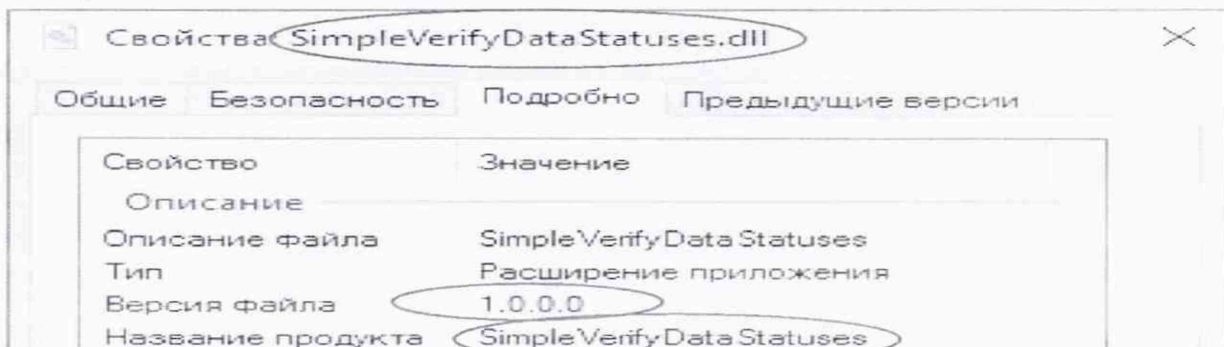 Свойства SimpleVerifyDataStatuses.dll
Общие Безопасность Подробно Предыдущие версии
Свойство Значение
Описание
Описание файла SimpleVerifyDataStatuses
Тип Расширение приложения
Версия файла 1.0.0.0
Название продукта SimpleVerifyDataStatuses